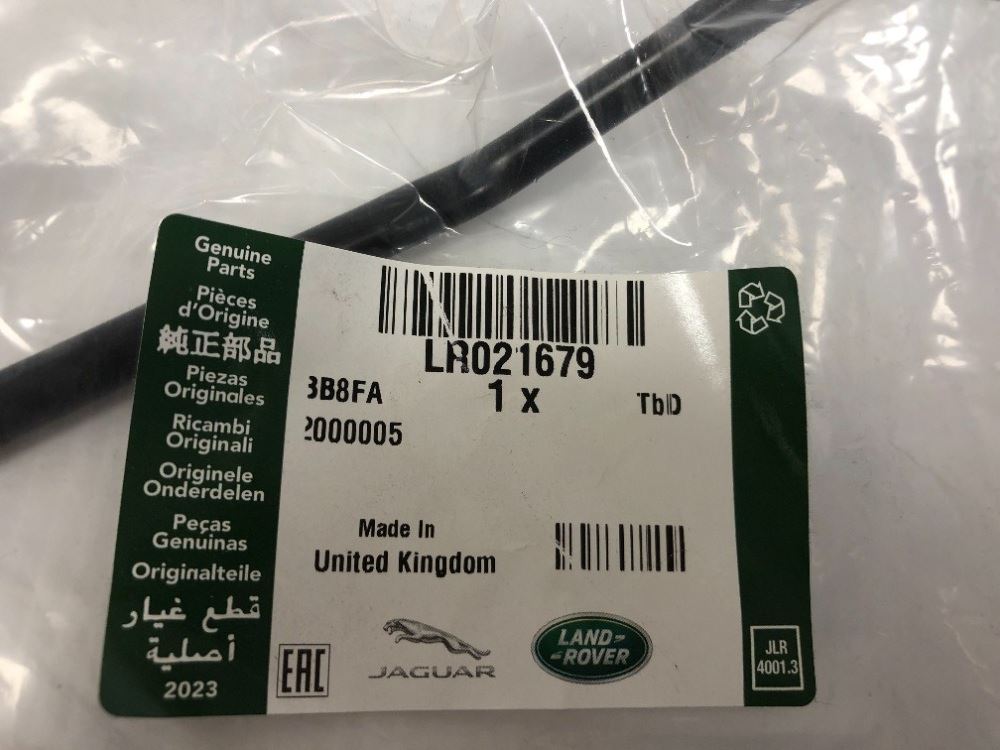 Genuine
Parts
Pièces
d'Origine
純正部品
Piezas
Originales
Ricambi
Originali
Originele
Onderdelen
Peças
Genuinas
Originalteile
قطع غيار
أصلية
2023
LR021679
1 x
TbD
3B8FA
2000005
Made In
United Kingdom
EAC
JAGUAR
LAND-
-ROVER
JLR
4001.3